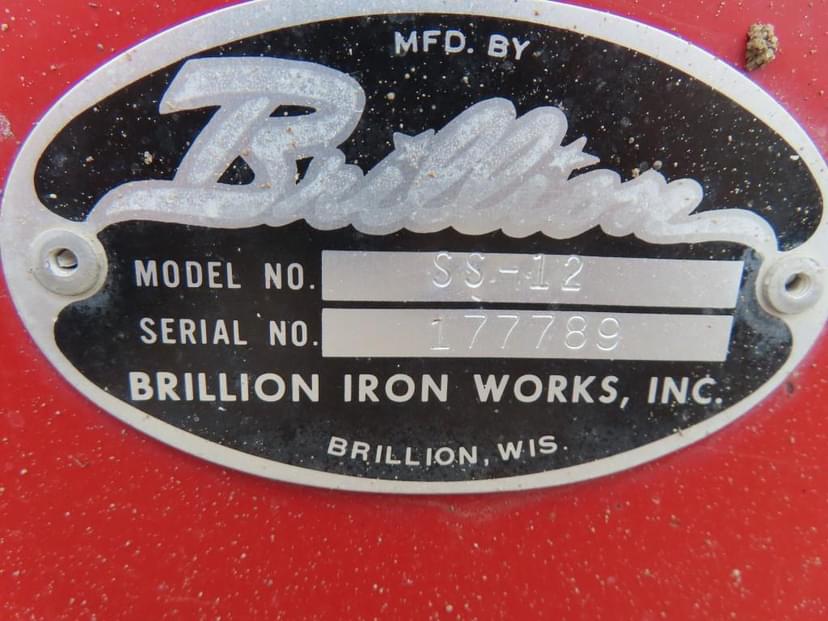 MFD. BY
Brillion
MODEL NO. SS-12
SERIAL NO. 177789
BRILLION IRON WORKS, INC.
BRILLION, WIS.